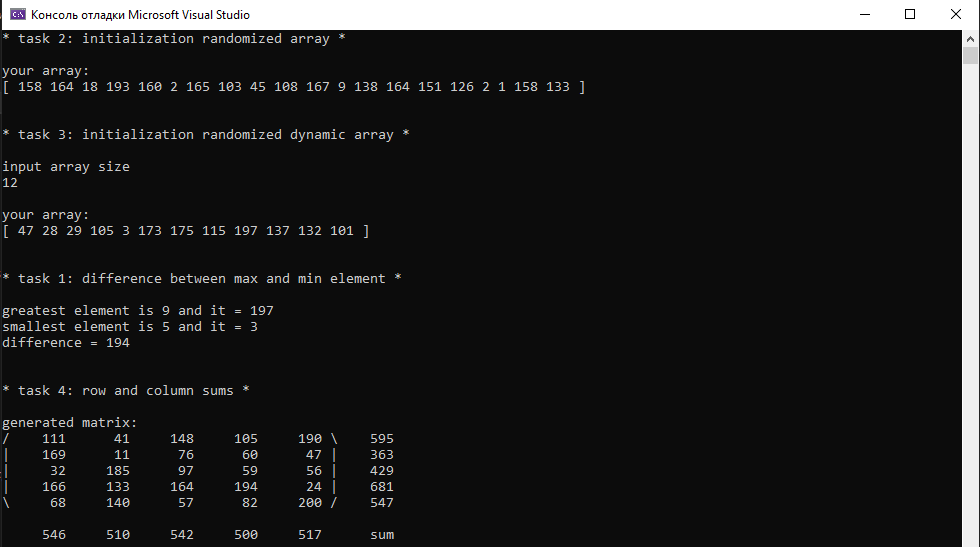 C:\ Консоль отладки Microsoft Visual Studio
* task 2: initialization randomized array *
your array:
[ 158 164 18 193 160 2 165 103 45 108 167 9 138 164 151 126 2 1 158 133 ]
* task 3: initialization randomized dynamic array *
input array size
12
your array:
[ 47 28 29 105 3 173 175 115 197 137 132 101 ]
* task 1: difference between max and min element *
greatest element is 9 and it = 197
smallest element is 5 and it = 3
difference = 194
* task 4: row and column sums *
generated matrix:
/ 111 41 148 105 190 \ 595
| 169 11 76 60 47 | 363
| 32 185 97 59 56 | 429
| 166 133 164 194 24 | 681
\ 68 140 57 82 200 / 547
546 510 542 500 517 sum